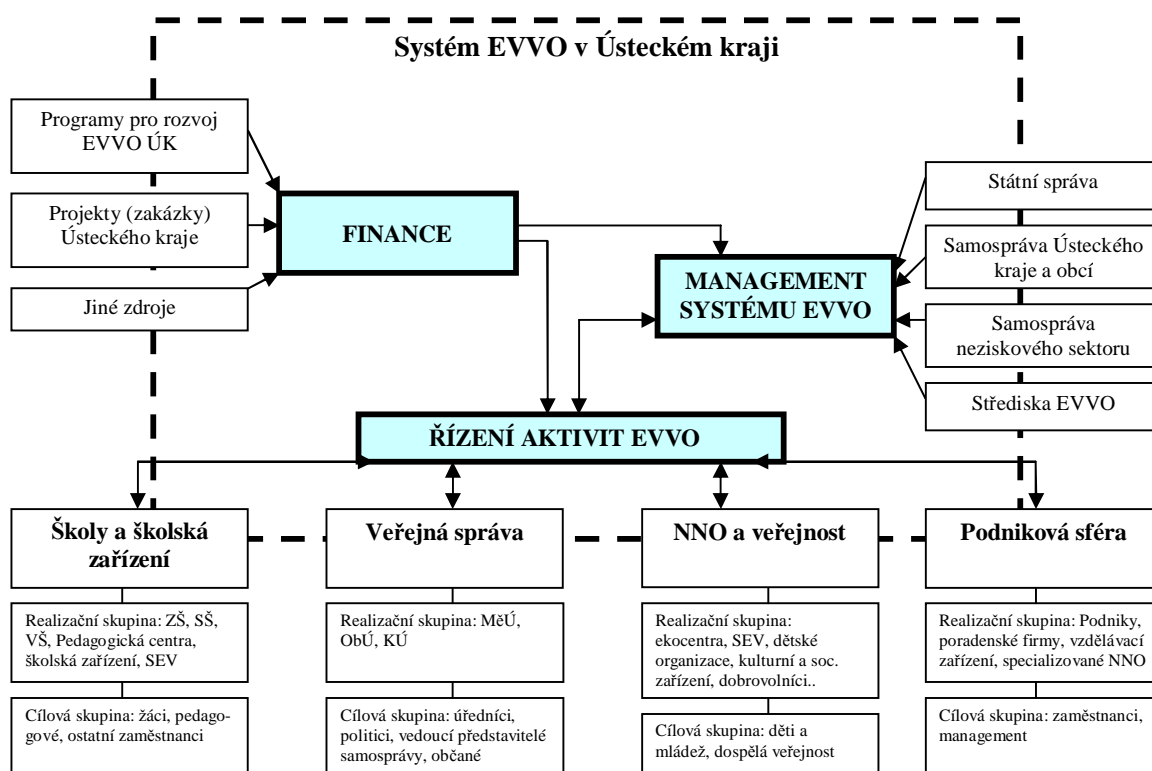 Systém EVVO v Ústeckém kraji
Programy pro rozvoj
EVVO ÚK
Projekty (zakázky)
Ústeckého kraje
Jiné zdroje
FINANCE
MANAGEMENT
SYSTÉMU EVVO
Státní správa
Samospráva Ústeckého
kraje a obcí
Samospráva
neziskového sektoru
Střediska EVVO
ŘÍZENÍ AKTIVIT EVVO
Školy a školská
zařízení
Realizační skupina: ZŠ, SŠ,
VŠ, Pedagogická centra,
školská zařízení, SEV
Cílová skupina: žáci, pedago-
gové, ostatní zaměstnanci
Veřejná správa
Realizační skupina: MěÚ,
ObÚ, KÚ
Cílová skupina: úředníci,
politici, vedoucí představitelé
samosprávy, občané
NNO a veřejnost
Realizační skupina:
ekocentra, SEV, dětské
organizace, kulturní a soc.
zařízení, dobrovolníci..
Cílová skupina: děti a
mládež, dospělá veřejnost
Podniková sféra
Realizační skupina: Podniky,
poradenské firmy, vzdělávací
zařízení, specializované NNO
Cílová skupina: zaměstnanci,
management